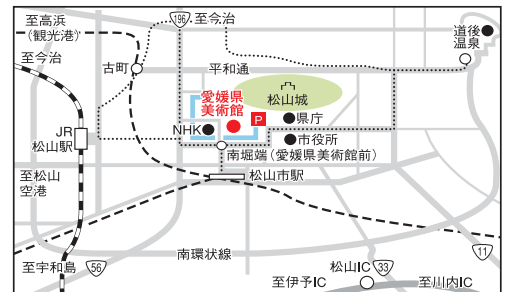 至高浜
(観光港)
至今治
196
至今治
道後
温泉
古町
平和通
松山城
愛媛県
美術館
P
県庁
JR
松山駅
NHK
市役所
南堀端(愛媛県美術館前)
至松山
空港
松山市駅
南環状線
11
至宇和島
56
松山IC
33
至伊予IC
至川内IC